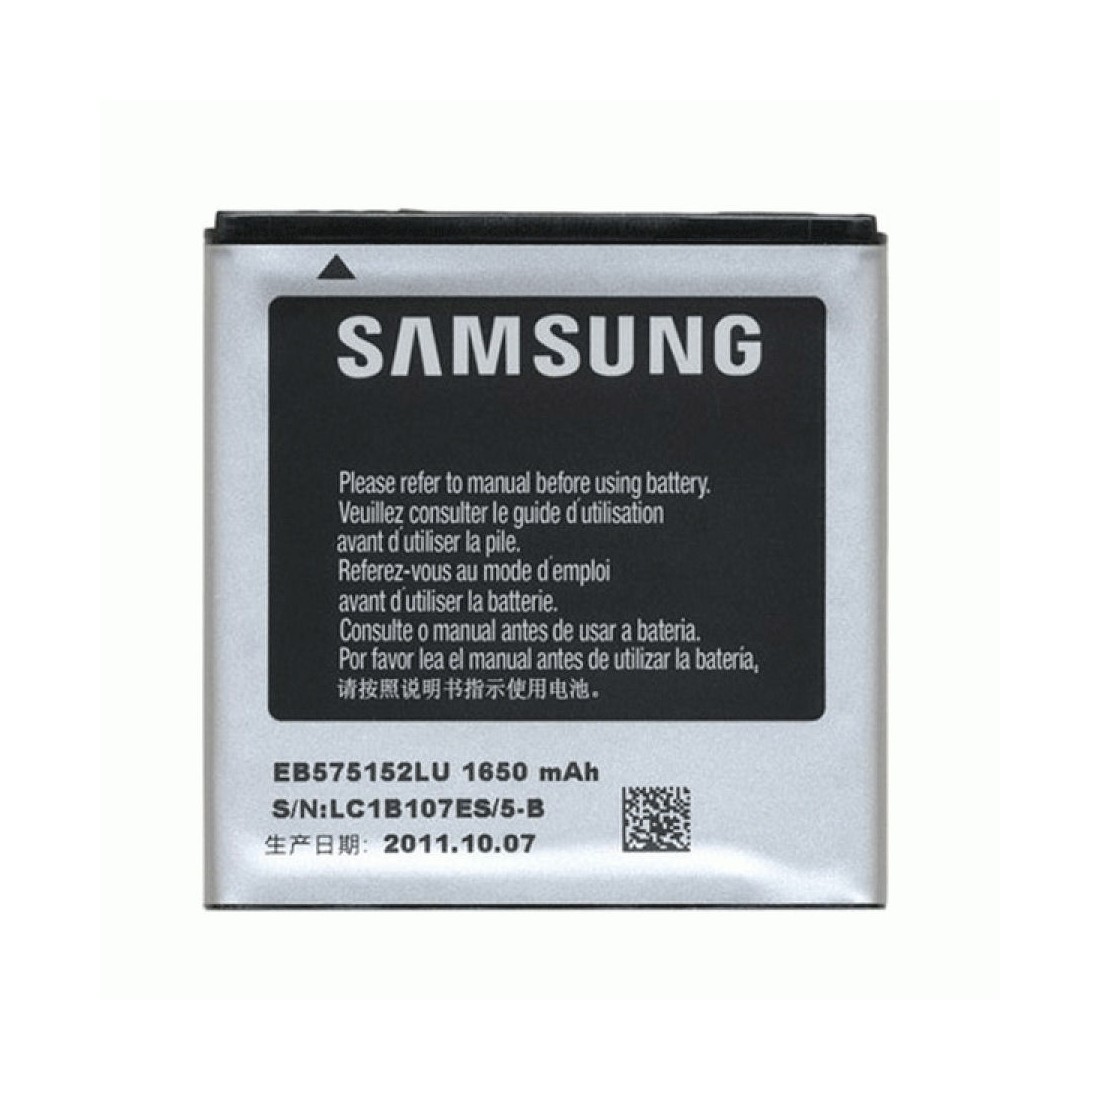 SAMSUNG
Please refer to manual before using battery.
Veuillez consulter le guide d'utilisation
avant d'utiliser la pile.
Referez-vous au mode d'emploi
avant d'utiliser la batterie.
Consulte o manual antes de usar a bateria.
Por favor lea el manual antes de utilizar la bateria,
请按照说明书指示使用电池。
EB575152LU 1650 mAh
S/N:LC1B107ES/5-B
生产日期: 2011.10.07